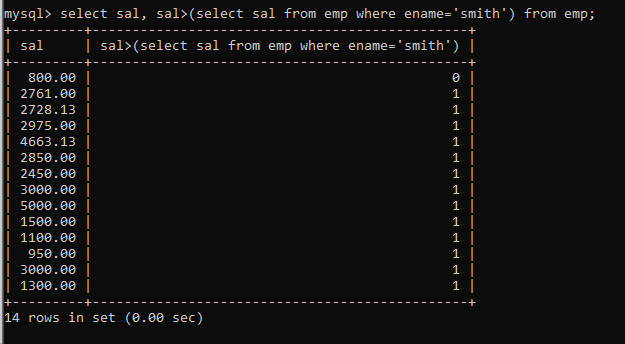 mysql> select sal, sal>(select sal from emp where ename='smith') from emp;
+---------+-----------------------------------------------+
| sal     | sal>(select sal from emp where ename='smith') |
+---------+-----------------------------------------------+
|  800.00 |                                             0 |
| 2761.00 |                                             1 |
| 2728.13 |                                             1 |
| 2975.00 |                                             1 |
| 4663.13 |                                             1 |
| 2850.00 |                                             1 |
| 2450.00 |                                             1 |
| 3000.00 |                                             1 |
| 5000.00 |                                             1 |
| 1500.00 |                                             1 |
| 1100.00 |                                             1 |
|  950.00 |                                             1 |
| 3000.00 |                                             1 |
| 1300.00 |                                             1 |
+---------+-----------------------------------------------+
14 rows in set (0.00 sec)